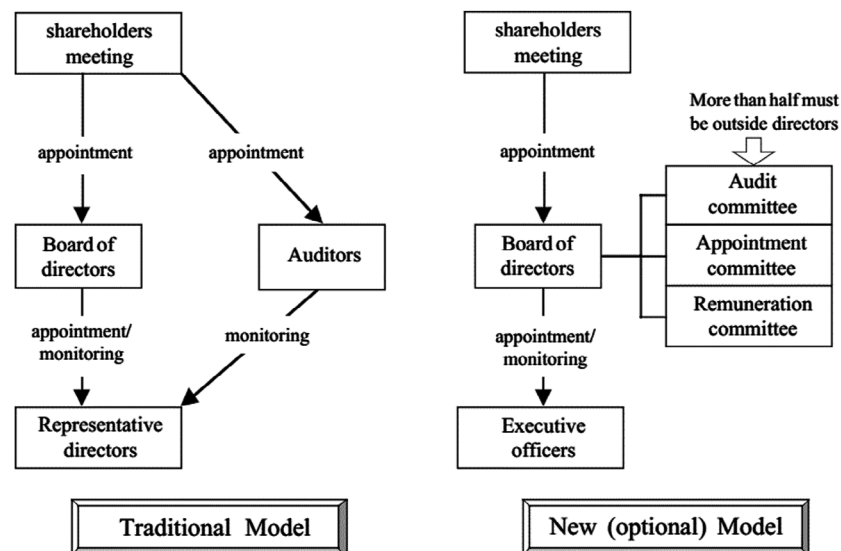 shareholders
meeting
appointment
appointment
Board of
directors
Auditors
appointment/
monitoring
monitoring
Representative
directors
Traditional Model
shareholders
meeting
More than half must
be outside directors
appointment
Audit
committee
Board of
directors
Appointment
committee
Remuneration
committee
appointment/
monitoring
Executive
officers
New (optional) Model